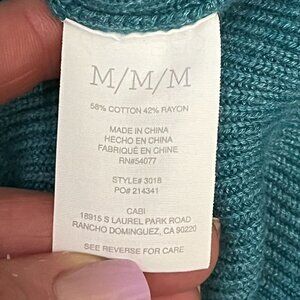 M/M/M
58% COTTON 42% RAYON
MADE IN CHINA
HECHO EN CHINA
FABRIQUÉ EN CHINE
RN#54077
STYLE# 3018
PO# 214341
CABI
18915 S LAUREL PARK ROAD
RANCHO DOMINGUEZ, CA 90220
SEE REVERSE FOR CARE